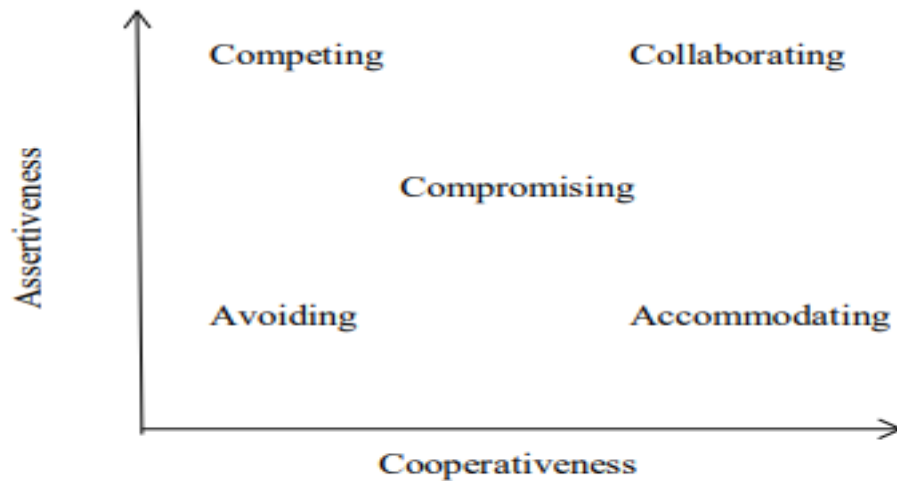 Competing
Collaborating
Assertiveness
Compromising
Avoiding
Accommodating
Cooperativeness